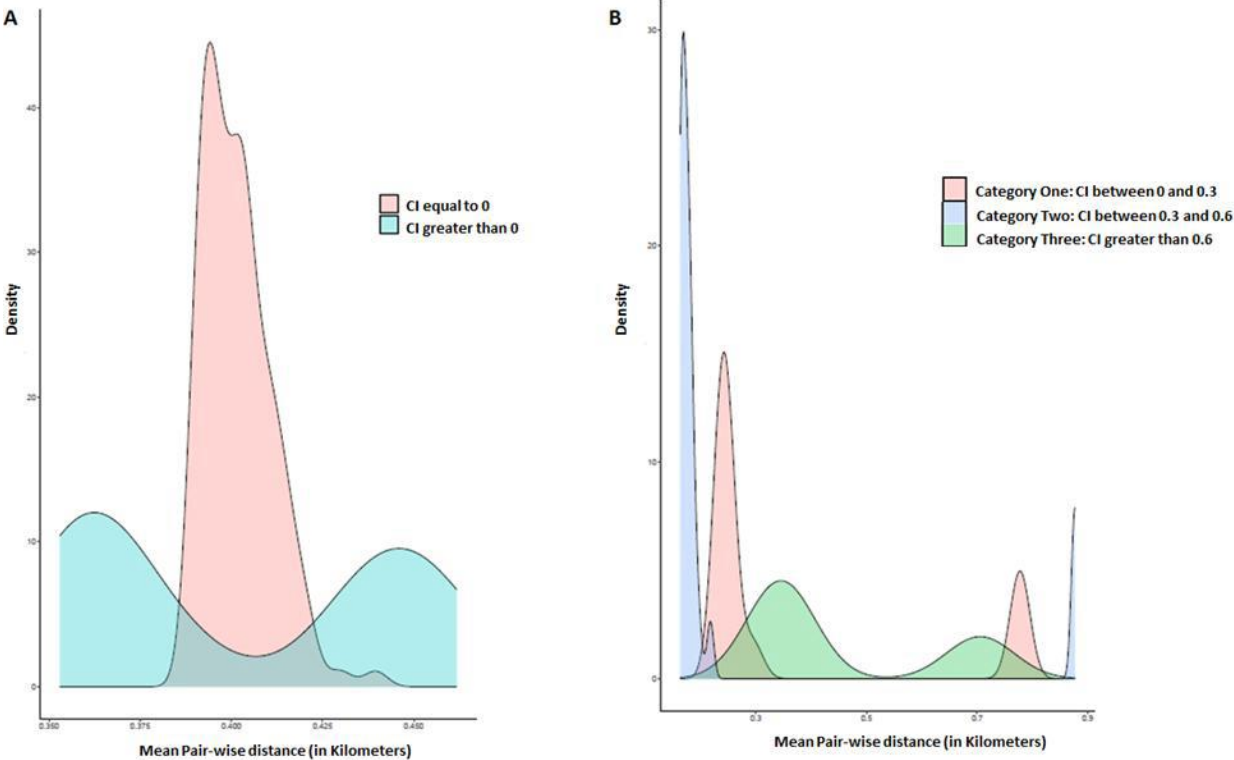 A
40
30
20
10
0
Density
CI equal to 0
CI greater than 0
0.350
0.375
0.400
0.425
0.450
Mean Pair-wise distance (in Kilometers)
B
30
20
10
0
Density
Category One: CI between 0 and 0.3
Category Two: CI between 0.3 and 0.6
Category Three: CI greater than 0.6
0.3
0.5
0.7
0.9
Mean Pair-wise distance (in Kilometers)